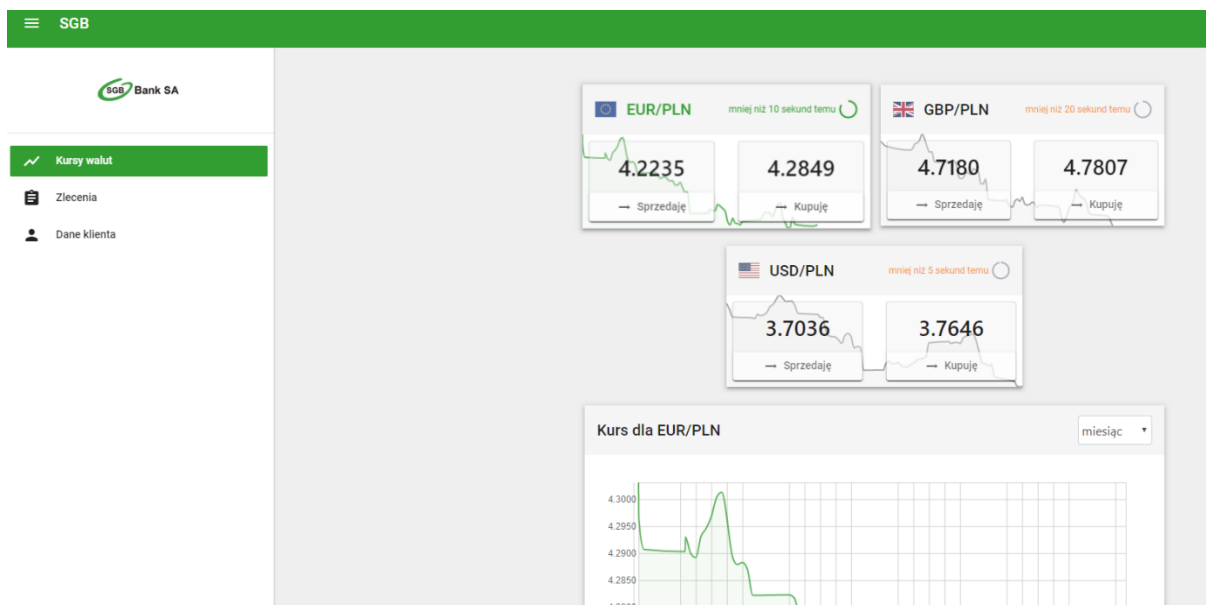 SGB
SGB Bank SA
Kursy walut
Zlecenia
Dane klienta
EUR/PLN mniej niż 10 sekund temu
4.2235 4.2849
→ Sprzedaję → Kupuję
GBP/PLN mniej niż 20 sekund temu
4.7180 4.7807
→ Sprzedaję → Kupuję
USD/PLN mniej niż 5 sekund temu
3.7036 3.7646
→ Sprzedaję → Kupuję
Kurs dla EUR/PLN miesiąc
4.3000
4.2950
4.2900
4.2850